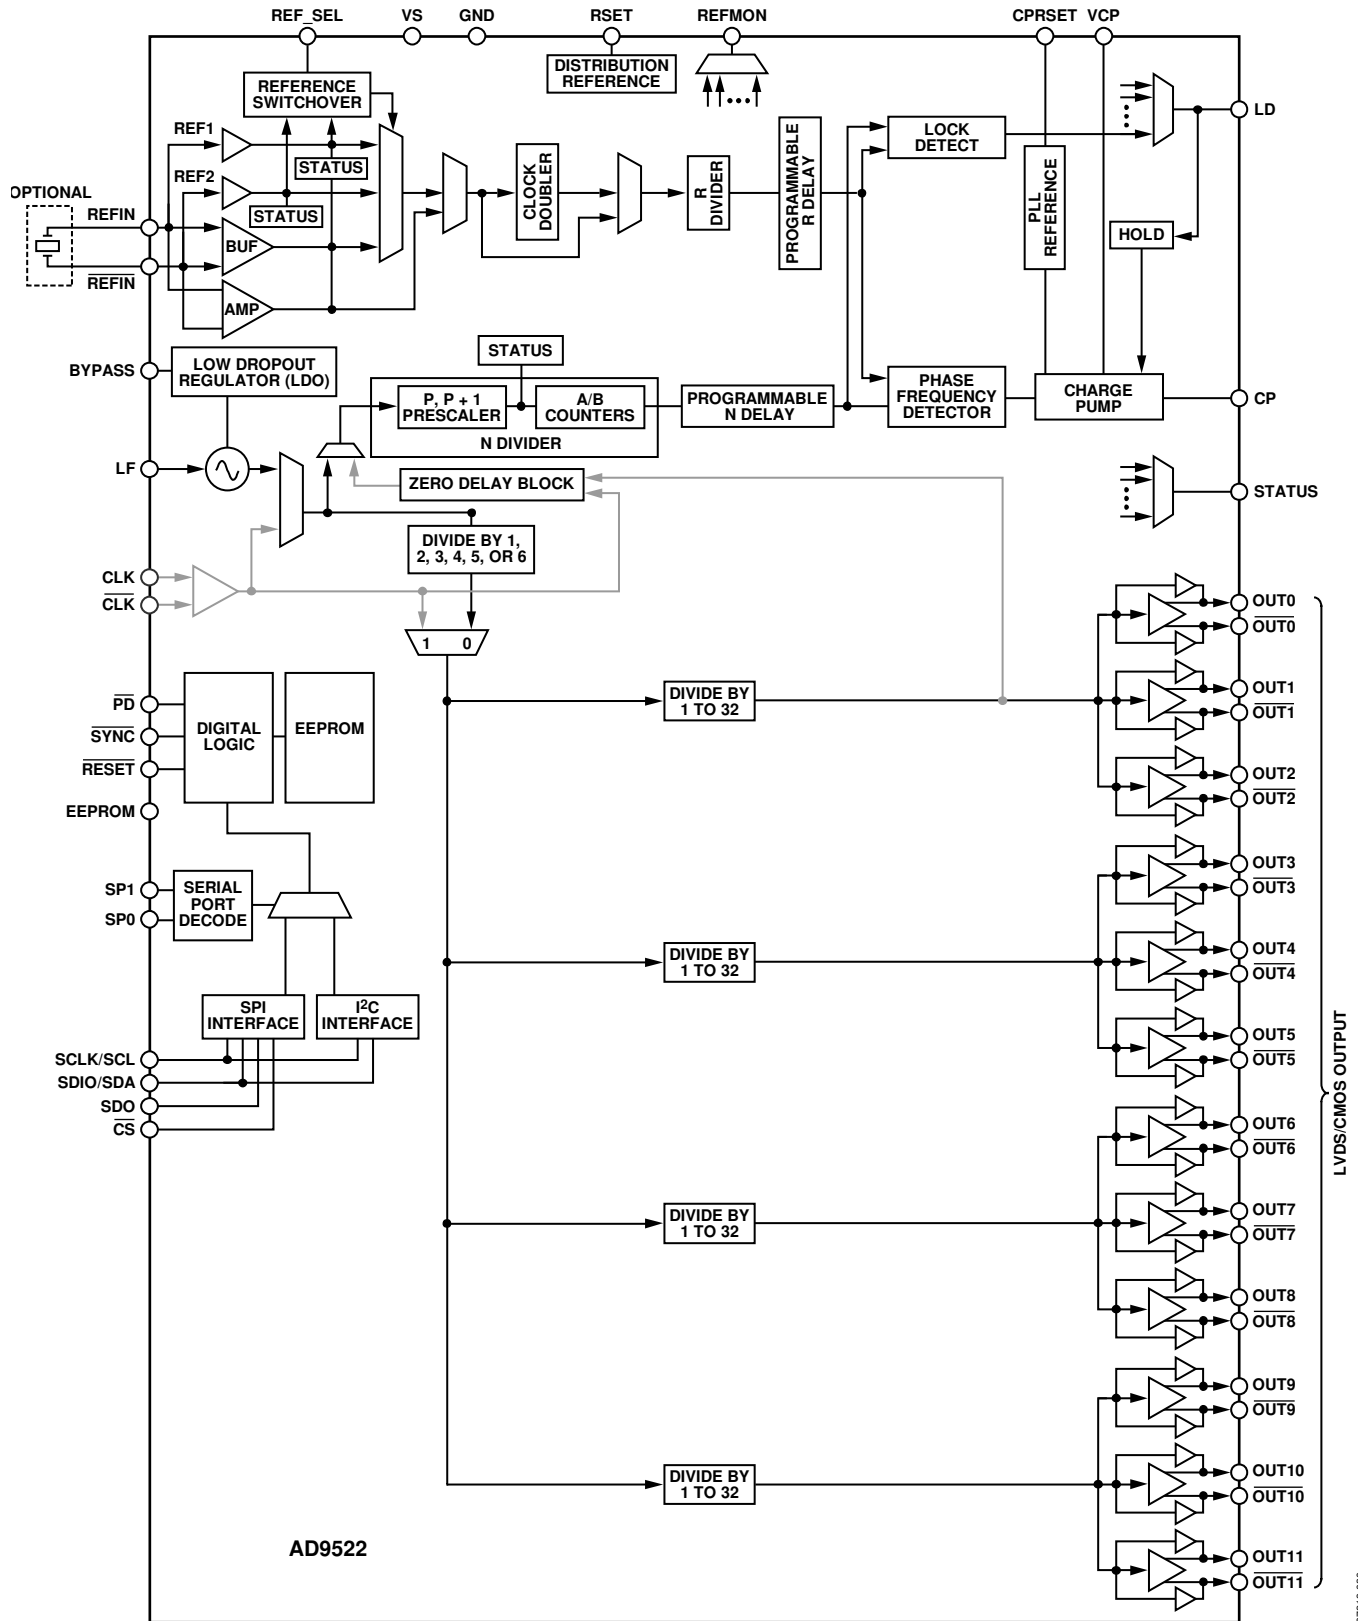 REF_SEL VS GND RSET REFMON CPRSET VCP
DISTRIBUTION
REFERENCE
REFERENCE
SWITCHOVER
LD
LOCK
DETECT
PROGRAMMABLE
R DELAY
REF1
STATUS
CLOCK
DOUBLER
R
DIVIDER
PLL
REFERENCE
REF2
STATUS
OPTIONAL
REFIN
BUF
HOLD
REFIN
AMP
STATUS
BYPASS
LOW DROPOUT
REGULATOR (LDO)
P, P + 1
PRESCALER
A/B
COUNTERS
N DIVIDER
PROGRAMMABLE
N DELAY
PHASE
FREQUENCY
DETECTOR
CHARGE
PUMP
CP
LF
ZERO DELAY BLOCK
STATUS
DIVIDE BY 1,
2, 3, 4, 5, OR 6
CLK
CLK
1 0
OUT0
OUT0
PD
SYNC
RESET
DIGITAL
LOGIC
EEPROM
DIVIDE BY
1 TO 32
OUT1
OUT1
OUT2
OUT2
EEPROM
SP1
SP0
SERIAL
PORT
DECODE
OUT3
OUT3
DIVIDE BY
1 TO 32
OUT4
OUT4
SPI
INTERFACE
I2C
INTERFACE
OUT5
OUT5
SCLK/SCL
SDIO/SDA
SDO
CS
LVDS/CMOS OUTPUT
OUT6
OUT6
DIVIDE BY
1 TO 32
OUT7
OUT7
OUT8
OUT8
OUT9
OUT9
DIVIDE BY
1 TO 32
OUT10
OUT10
AD9522
OUT11
OUT11